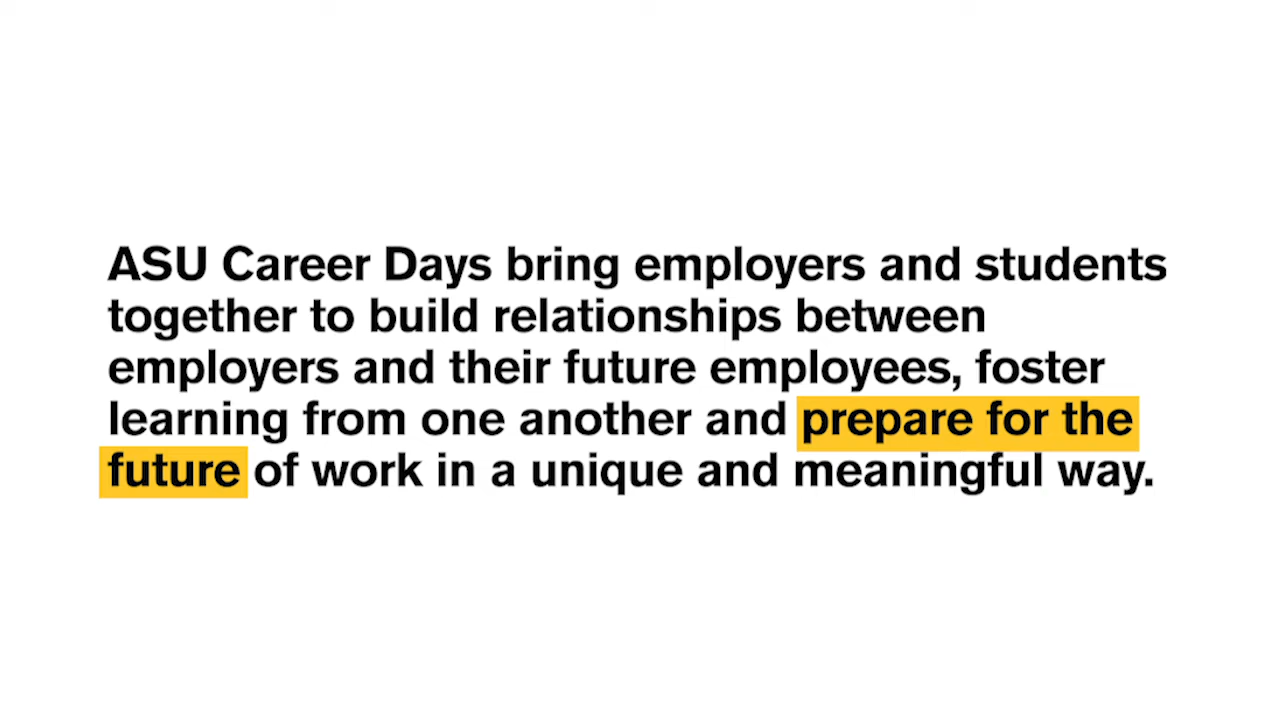 ASU Career Days bring employers and students
together to build relationships between
employers and their future employees, foster
learning from one another and prepare for the
future of work in a unique and meaningful way.